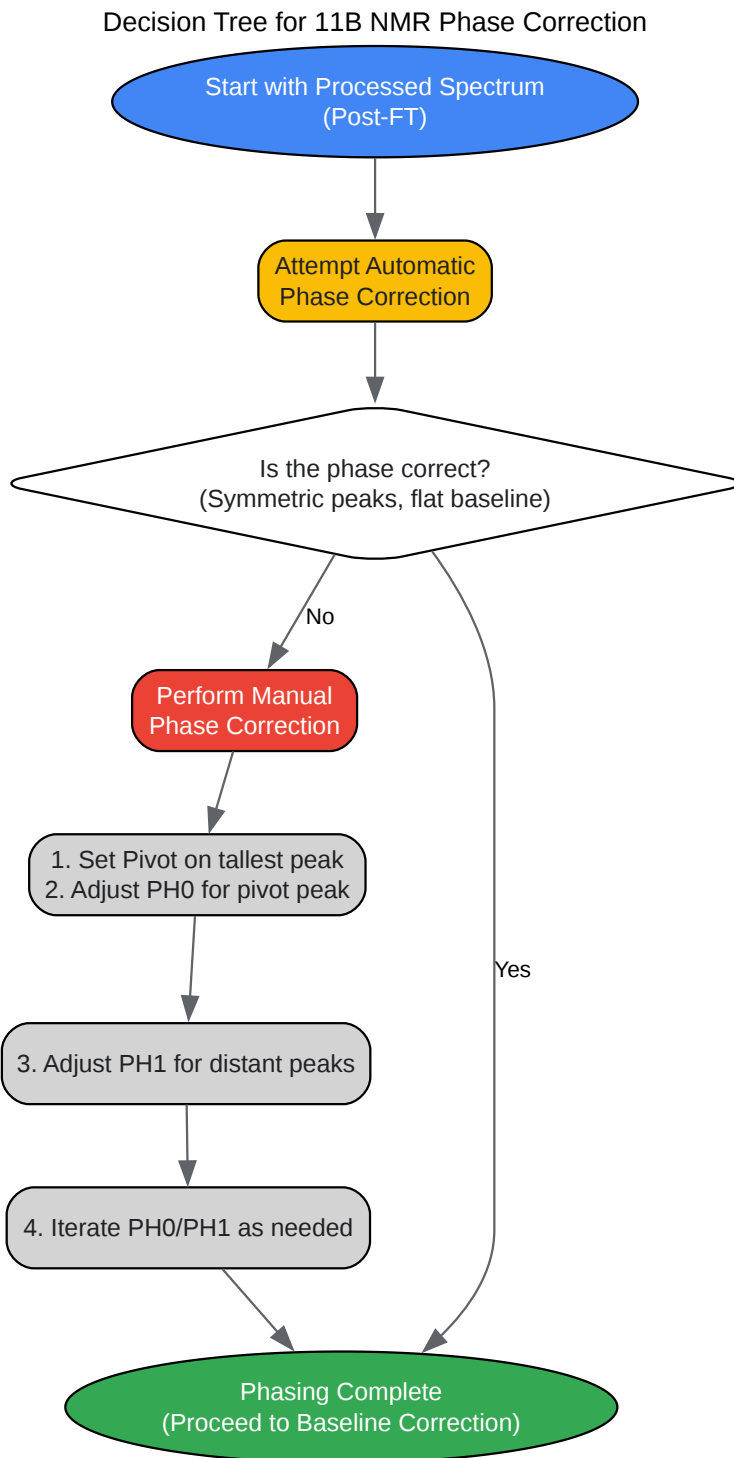 Decision Tree for 11B NMR Phase Correction
Start with Processed Spectrum
(Post-FT)
Attempt Automatic
Phase Correction
Is the phase correct?
(Symmetric peaks, flat baseline)
No
Perform Manual
Phase Correction
1. Set Pivot on tallest peak
2. Adjust PH0 for pivot peak
Yes
3. Adjust PH1 for distant peaks
4. Iterate PH0/PH1 as needed
Phasing Complete
(Proceed to Baseline Correction)